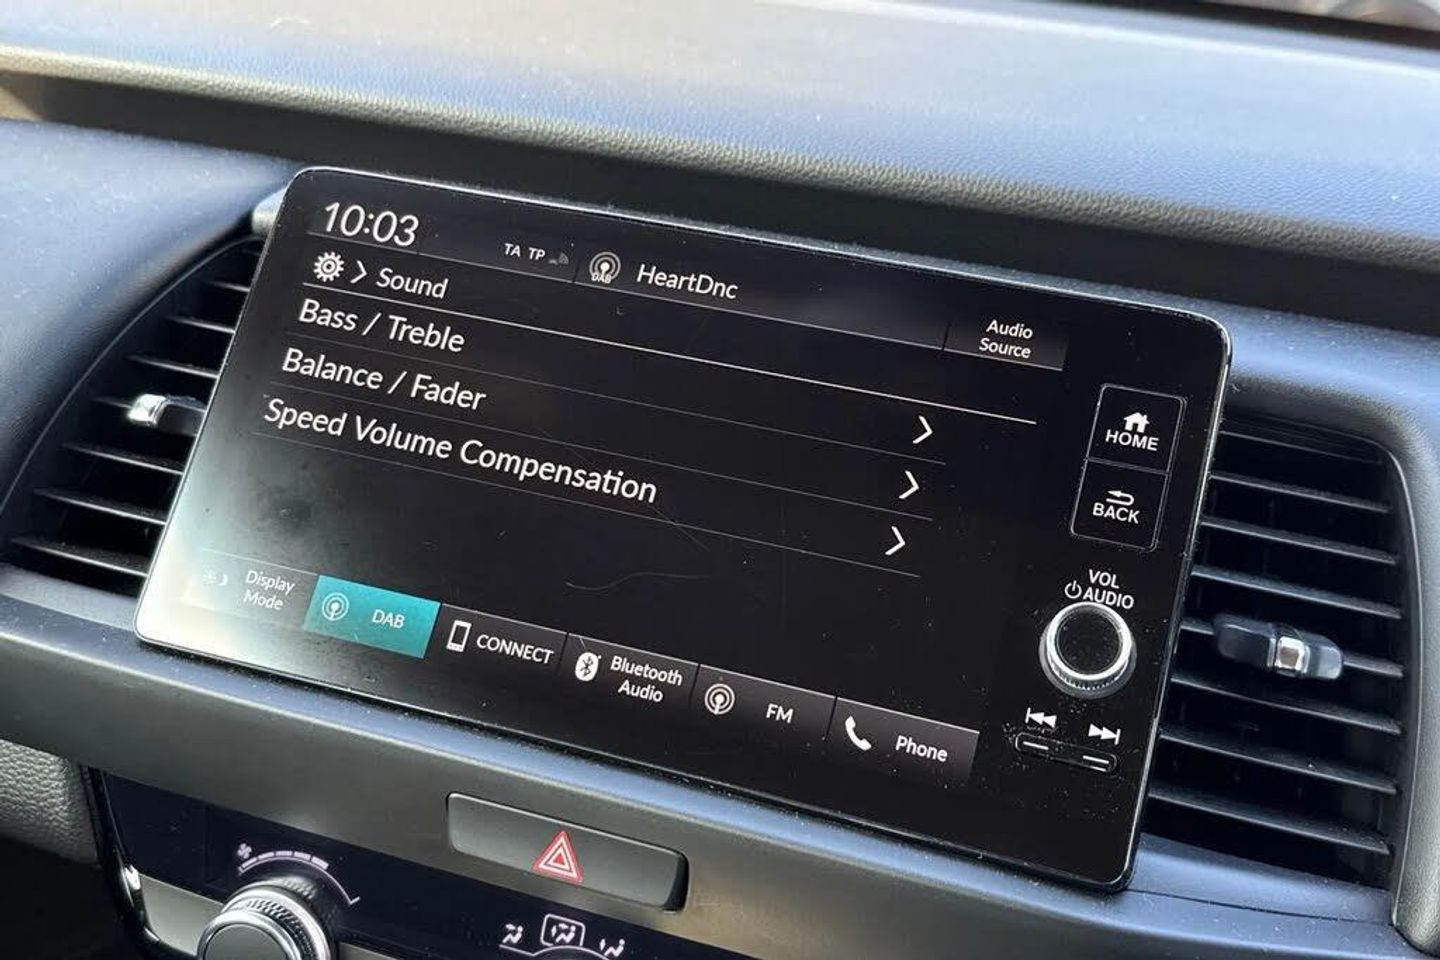 10:03
TA TP
DAB
HeartDnc
Audio
Source
Sound
Bass / Treble
Balance / Fader
Speed Volume Compensation
HOME
BACK
VOL
AUDIO
Display
Mode
DAB
CONNECT
Bluetooth
Audio
FM
Phone